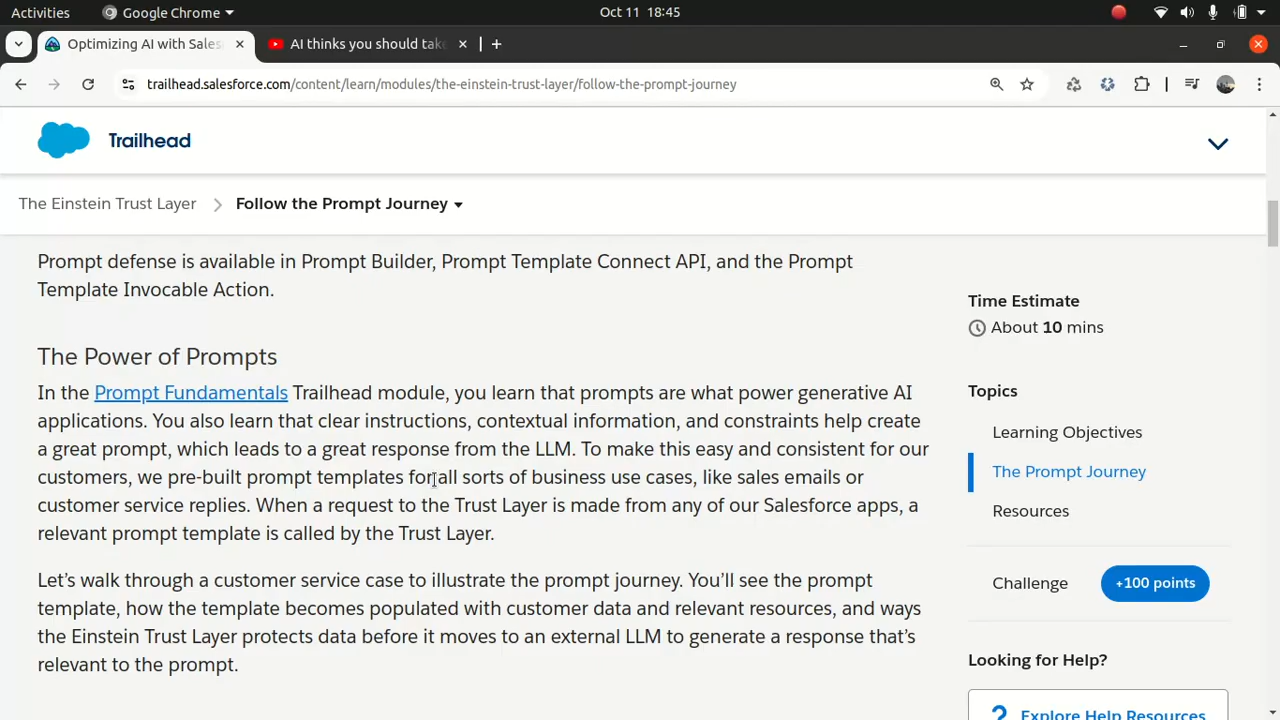 Activities
Google Chrome
Oct 11 18:45
Optimizing AI with Sales
AI thinks you should tak
trailhead.salesforce.com/content/learn/modules/the-einstein-trust-layer/follow-the-prompt-journey
Trailhead
The Einstein Trust Layer
Follow the Prompt Journey
Prompt defense is available in Prompt Builder, Prompt Template Connect API, and the Prompt
Template Invocable Action.
The Power of Prompts
In the Prompt Fundamentals Trailhead module, you learn that prompts are what power generative AI
applications. You also learn that clear instructions, contextual information, and constraints help create
a great prompt, which leads to a great response from the LLM. To make this easy and consistent for our
customers, we pre-built prompt templates for all sorts of business use cases, like sales emails or
customer service replies. When a request to the Trust Layer is made from any of our Salesforce apps, a
relevant prompt template is called by the Trust Layer.
Let’s walk through a customer service case to illustrate the prompt journey. You’ll see the prompt
template, how the template becomes populated with customer data and relevant resources, and ways
the Einstein Trust Layer protects data before it moves to an external LLM to generate a response that’s
relevant to the prompt.
Time Estimate
About 10 mins
Topics
Learning Objectives
The Prompt Journey
Resources
Challenge
+100 points
Looking for Help?
Explore Help Resources